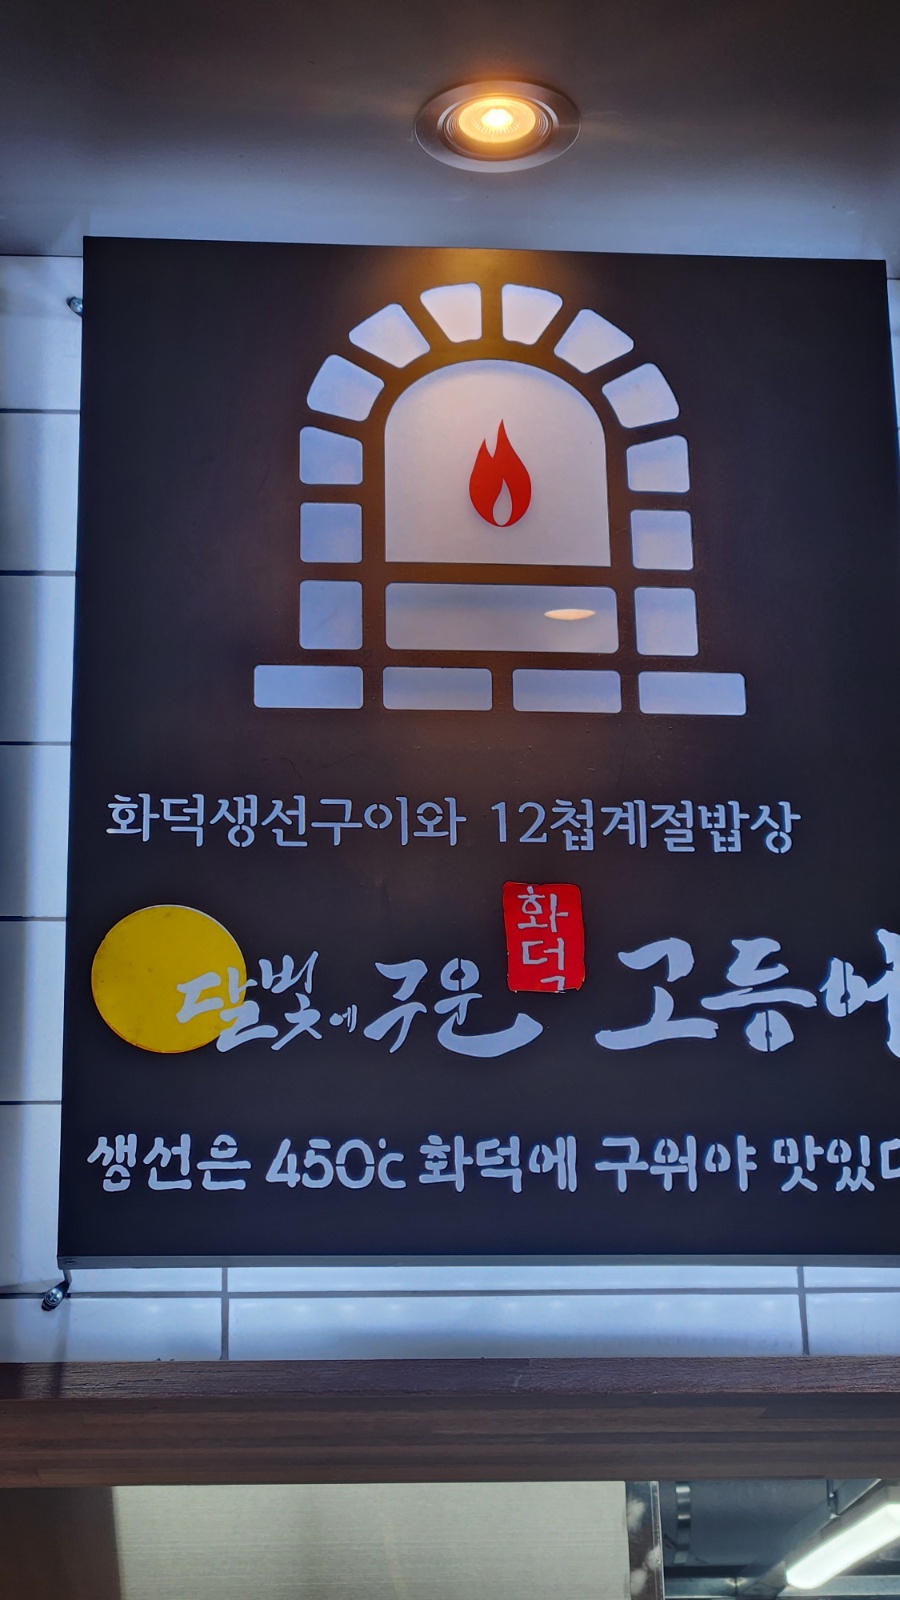 화덕생선구이와 12첩계절밥상
달빛에 구운 화덕 고등어
생선은 450℃ 화덕에 구워야 맛있다